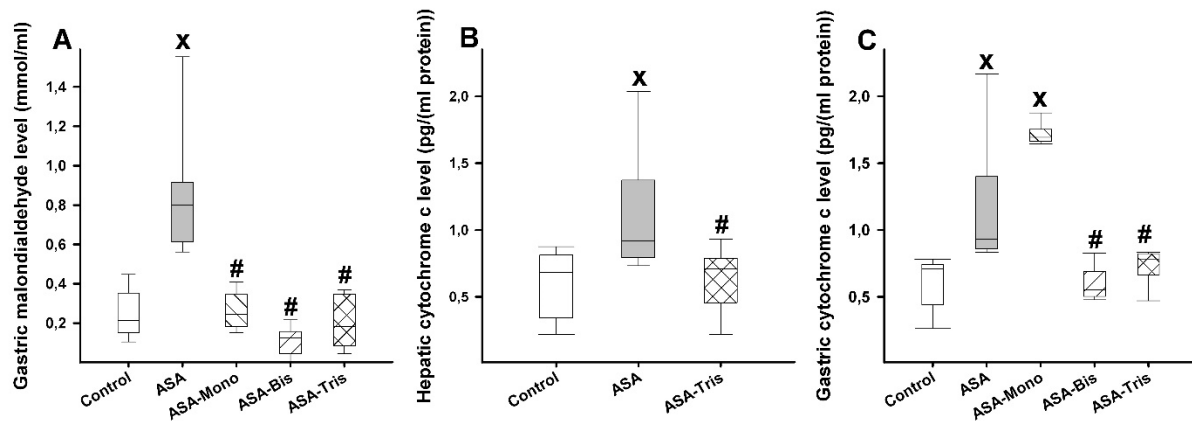 A
Gastric malondialdehyde level (mmol/ml)
1,4
1,2
1,0
0,8
0,6
0,4
0,2
x
#
#
#
Control
ASA
ASA-Mono
ASA-Bis
ASA-Tris
B
Hepatic cytochrome c level (pg/(ml protein))
2,0
1,5
1,0
0,5
x
#
Control
ASA
ASA-Tris
C
Gastric cytochrome c level (pg/(ml protein))
2,0
1,5
1,0
0,5
x
x
#
#
Control
ASA
ASA-Mono
ASA-Bis
ASA-Tris